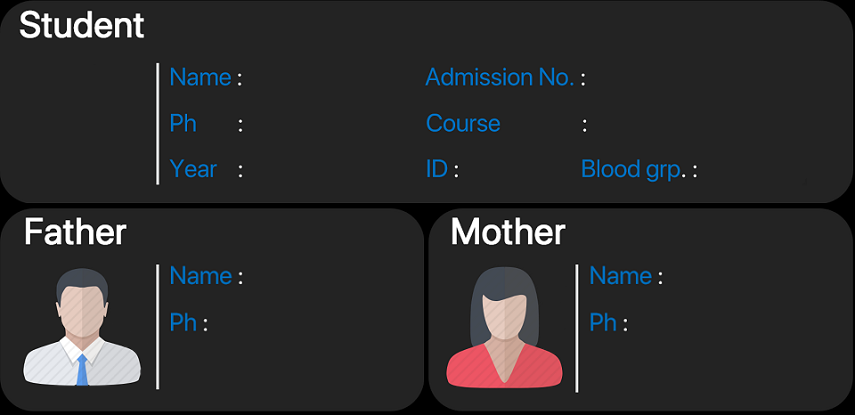 Student
Name : Admission No. :
Ph : Course :
Year : ID : Blood grp. :
Father
Name :
Ph :
Mother
Name :
Ph :